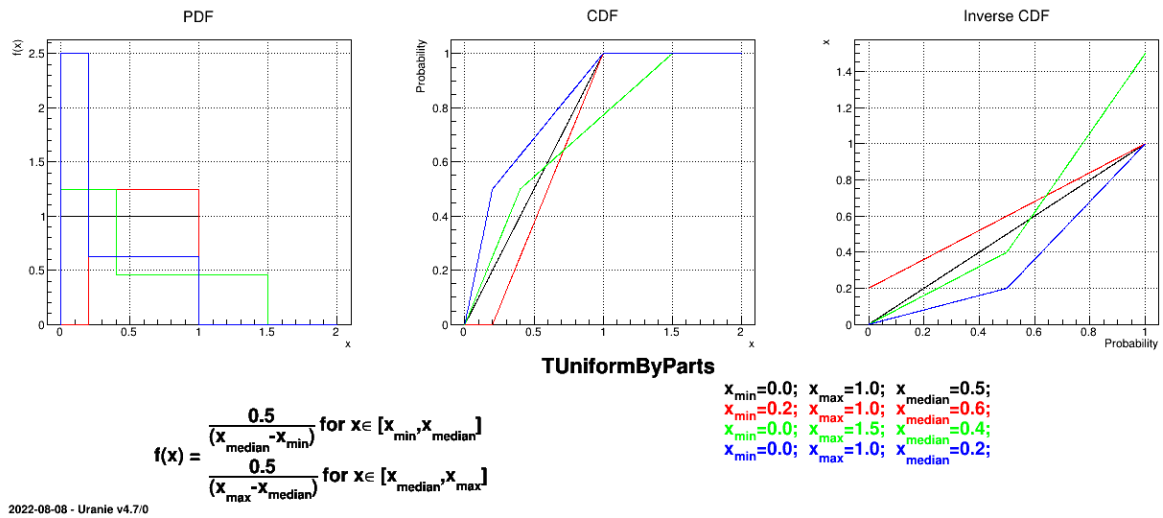 PDF
CDF
Inverse CDF
f(x)
2.5
2
1.5
1
0.5
0
0
0.5
1
1.5
2
x
Probability
1
0.8
0.6
0.4
0.2
0
0
0.5
1
1.5
2
x
x
1.4
1.2
1
0.8
0.6
0.4
0.2
0
0
0.2
0.4
0.6
0.8
1
Probability
TUniformByParts
x_min=0.0; x_max=1.0; x_median=0.5;
x_min=0.2; x_max=1.0; x_median=0.6;
x_min=0.0; x_max=1.5; x_median=0.4;
x_min=0.0; x_max=1.0; x_median=0.2;
f(x) =
0.5
(x_median-x_min)
for x∈ [x_min,x_median]
0.5
(x_max-x_median)
for x∈ [x_median,x_max]
2022-08-08 - Uranie v4.7/0